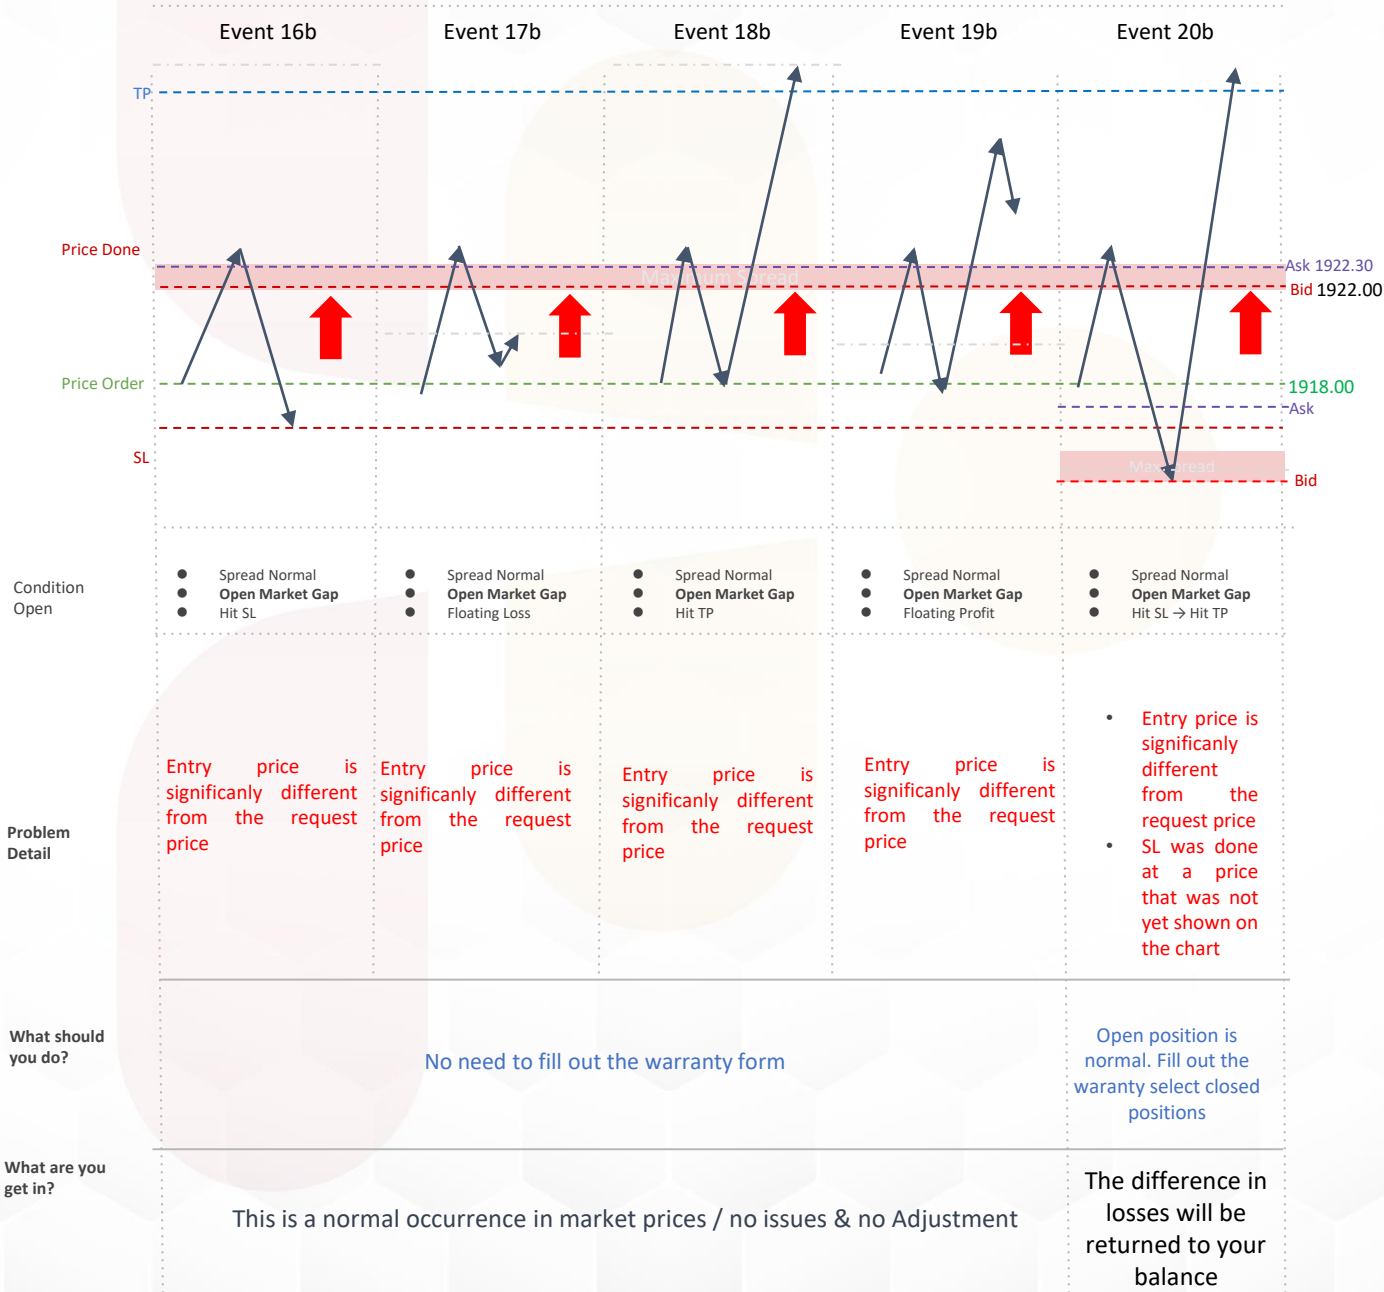 Event 16b
Event 17b
Event 18b
Event 19b
Event 20b
TP
Price Done
Maximum Spread
Ask 1922.30
Bid 1922.00
Price Order
1918.00
Ask
SL
Max Spread
Bid
Condition
Open
● Spread Normal
● Open Market Gap
● Hit SL
● Spread Normal
● Open Market Gap
● Floating Loss
● Spread Normal
● Open Market Gap
● Hit TP
● Spread Normal
● Open Market Gap
● Floating Profit
● Spread Normal
● Open Market Gap
● Hit SL → Hit TP
Problem
Detail
Entry price is
significanly different
from the request
price
Entry price is
significanly different
from the request
price
Entry price is
significanly different
from the request
price
Entry price is
significanly different
from the request
price
• Entry price is
significanly
different
from the
request price
• SL was done
at a price
that was not
yet shown on
the chart
What should
you do?
No need to fill out the warranty form
Open position is
normal. Fill out the
waranty select closed
positions
What are you
get in?
This is a normal occurrence in market prices / no issues & no Adjustment
The difference in
losses will be
returned to your
balance